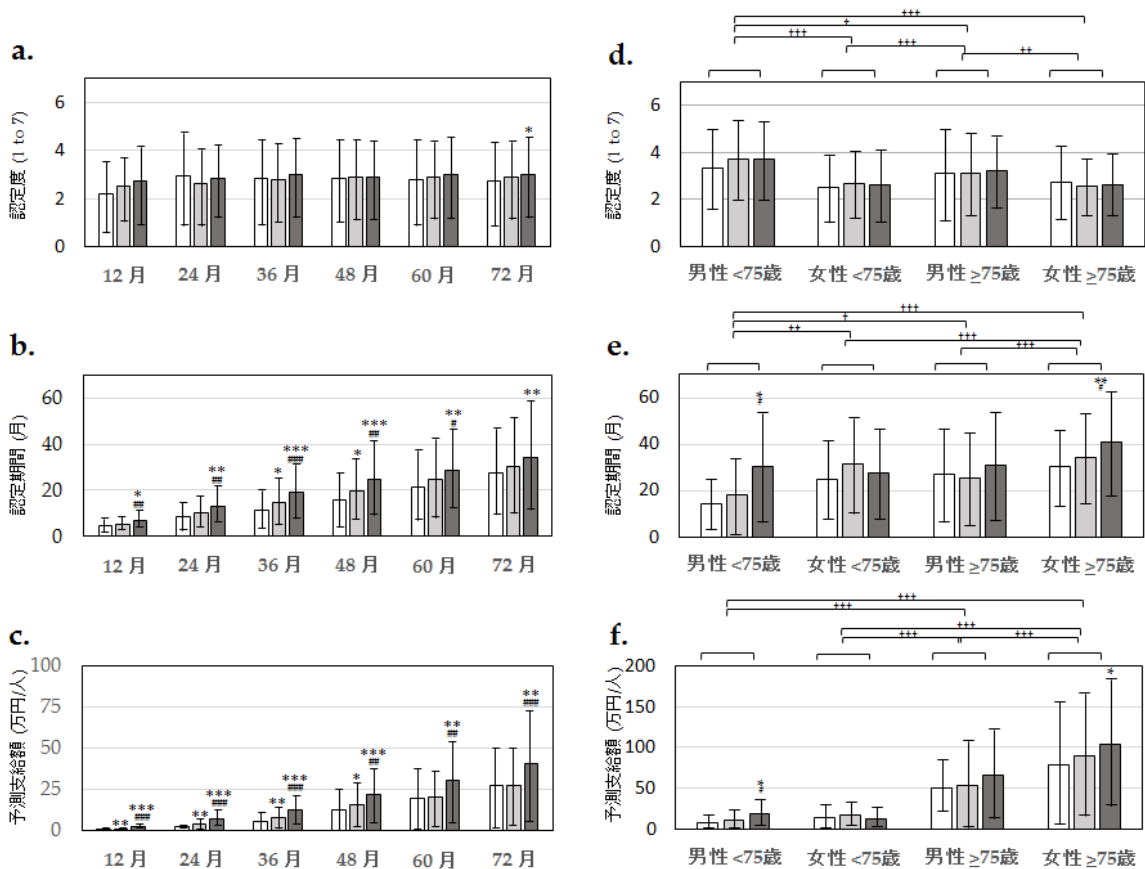 a.
認定度 (1 to 7)
6
4
2
0
*
12 月 24 月 36 月 48 月 60 月 72 月
b.
認定期間 (月)
60
40
20
0
* ** * *** * *** ** **
## ## ### ## #
12 月 24 月 36 月 48 月 60 月 72 月
c.
予測支給額 (万円/人)
100
75
50
25
0
** *** ** *** ** *** * *** ** **
### ### ### ## ## ###
12 月 24 月 36 月 48 月 60 月 72 月
d.
†††
†
††† ††† ††
認定度 (1 to 7)
6
4
2
0
男性 <75歳 女性 <75歳 男性 ≥75歳 女性 ≥75歳
e.
†††
†
†† †††
†††
認定期間 (月)
60
40
20
0
* **
# #
男性 <75歳 女性 <75歳 男性 ≥75歳 女性 ≥75歳
f.
†††
†††
†††
††† †††
予測支給額 (万円/人)
200
150
100
50
0
* *
#
男性 <75歳 女性 <75歳 男性 ≥75歳 女性 ≥75歳